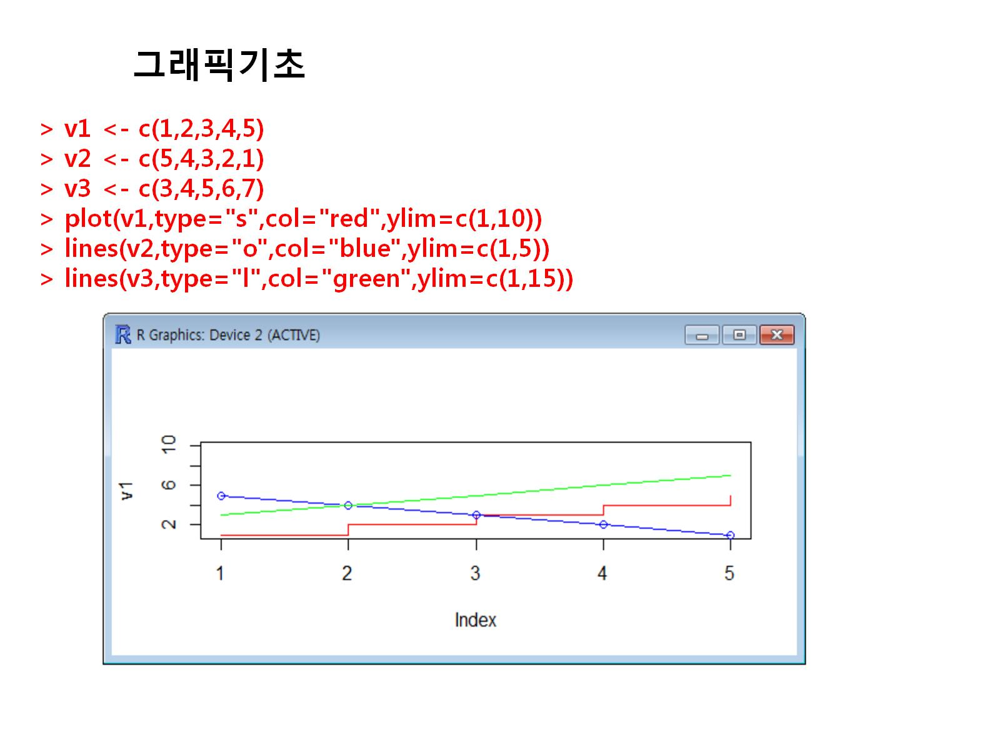 그래픽기초
> v1 <- c(1,2,3,4,5)
> v2 <- c(5,4,3,2,1)
> v3 <- c(3,4,5,6,7)
> plot(v1,type="s",col="red",ylim=c(1,10))
> lines(v2,type="o",col="blue",ylim=c(1,5))
> lines(v3,type="l",col="green",ylim=c(1,15))
R Graphics: Device 2 (ACTIVE)
10
6
2
v1
1 2 3 4 5
Index